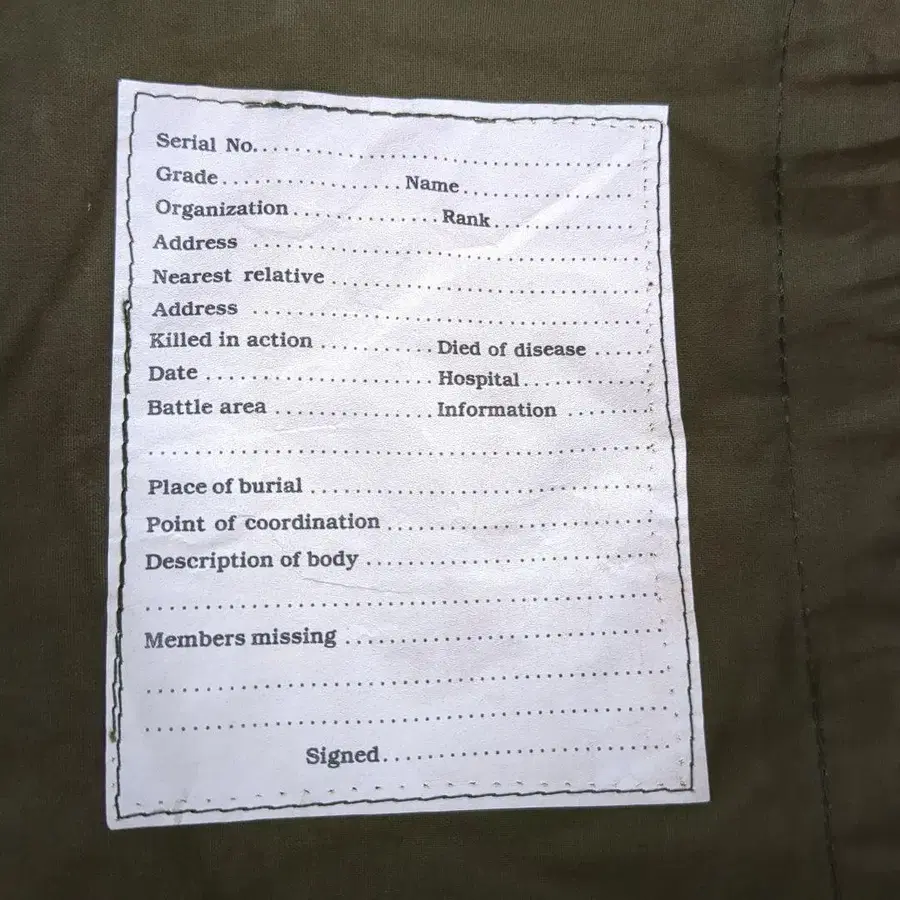 Serial No.......................................
Grade.................. Name....................
Organization.............. Rank................
Address ........................................
Nearest relative ................................
Address ........................................
Killed in action ........... Died of disease ......
Date ....................... Hospital.............
Battle area ............... Information .........
................................................
Place of burial .................................
Point of coordination ..........................
Description of body ............................
................................................
Members missing ...............................
................................................
................................................
Signed.............................